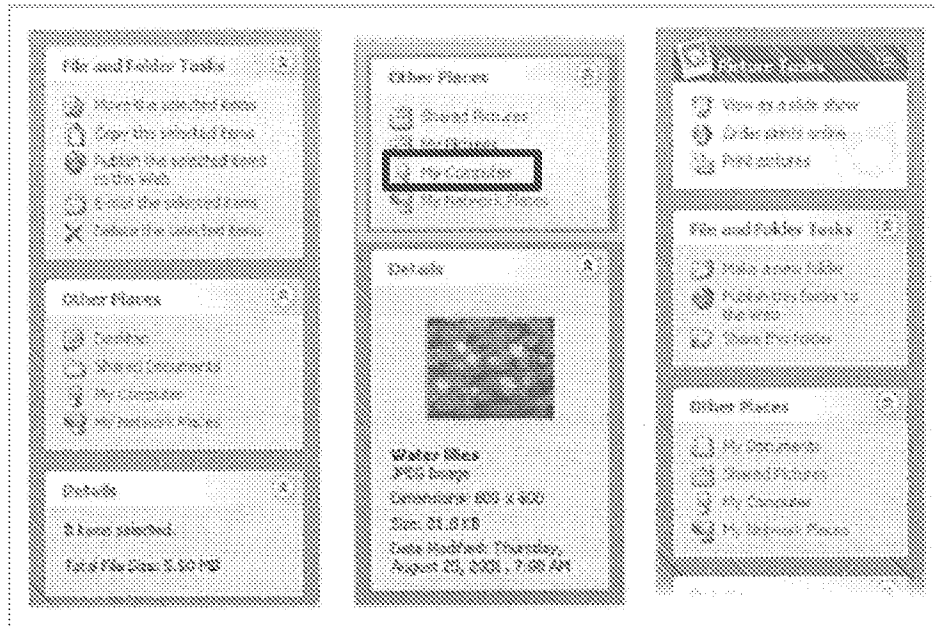 File and Folder Tasks
Move the selected items
Copy the selected items
Publish the selected items
to the Web
E-mail the selected items
Delete the selected items
Other Places
Desktop
Shared Documents
My Computer
My Network Places
Details
items selected.
Total File Size: MB
Other Places
Shared Pictures
My Computer
My Network Places
Details
Water lilies
JPEG Image
Dimensions: x 600
Size: KB
Date Modified: Thursday,
August AM
Picture Tasks
View as a slide show
Order prints online
Print pictures
File and Folder Tasks
Make a new folder
Publish this folder to
the Web
Share this folder
Other Places
My Documents
Shared Pictures
My Computer
My Network Places